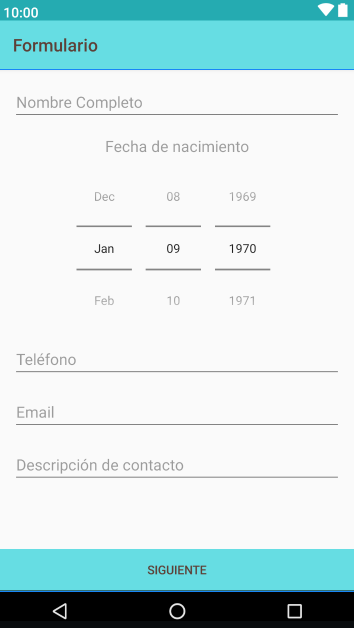 10:00
Formulario
Nombre Completo
Fecha de nacimiento
Dec 08 1969
Jan 09 1970
Feb 10 1971
Teléfono
Email
Descripción de contacto
SIGUIENTE